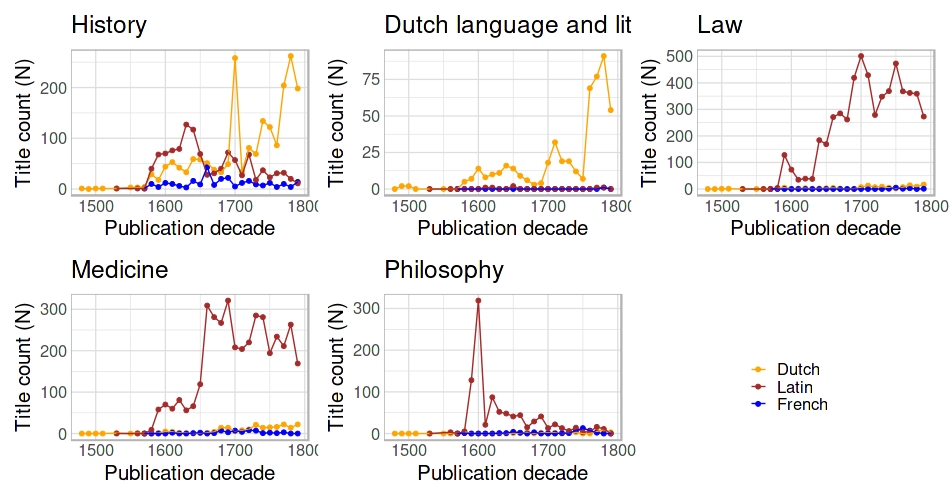 History
Title count (N)
200
100
0
1500
1600
1700
180
Publication decade
Dutch language and lit
Title count (N)
75
50
25
0
1500
1600
1700
180
Publication decade
Law
Title count (N)
500
400
300
200
100
0
1500
1600
1700
1800
Publication decade
Medicine
Title count (N)
300
200
100
0
1500
1600
1700
1800
Publication decade
Philosophy
Title count (N)
300
200
100
0
1500
1600
1700
1800
Publication decade
Dutch
Latin
French